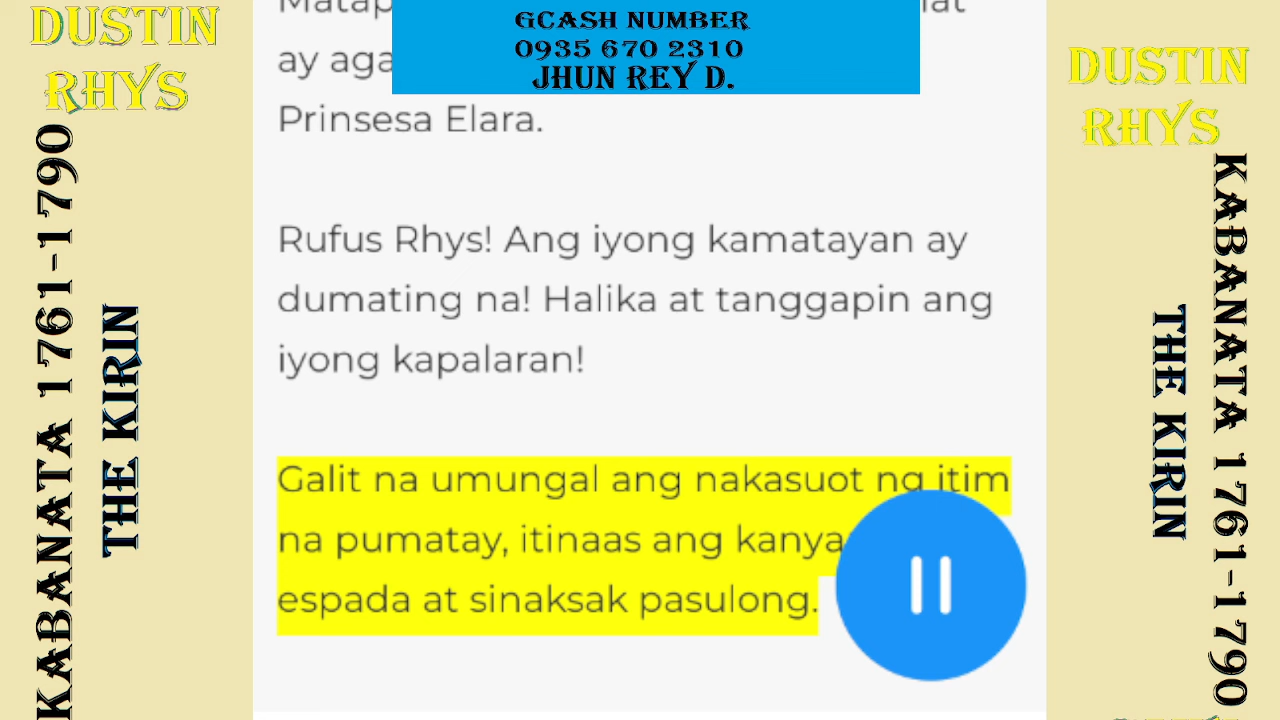 DUSTIN
RHYS
KABANATA 1761-1790
THE KIRIN
GCASH NUMBER
0935 670 2310
JHUN REY D.
ay
Prinsesa Elara.
Rufus Rhys! Ang iyong kamatayan ay
dumating na! Halika at tanggapin ang
iyong kapalaran!
Galit na umungal ang nakasuot ng itim
na pumatay, itinaas ang
espada at sinaksak pasulong.
DUSTIN
RHYS
KABANATA 1761-1790
THE KIRIN